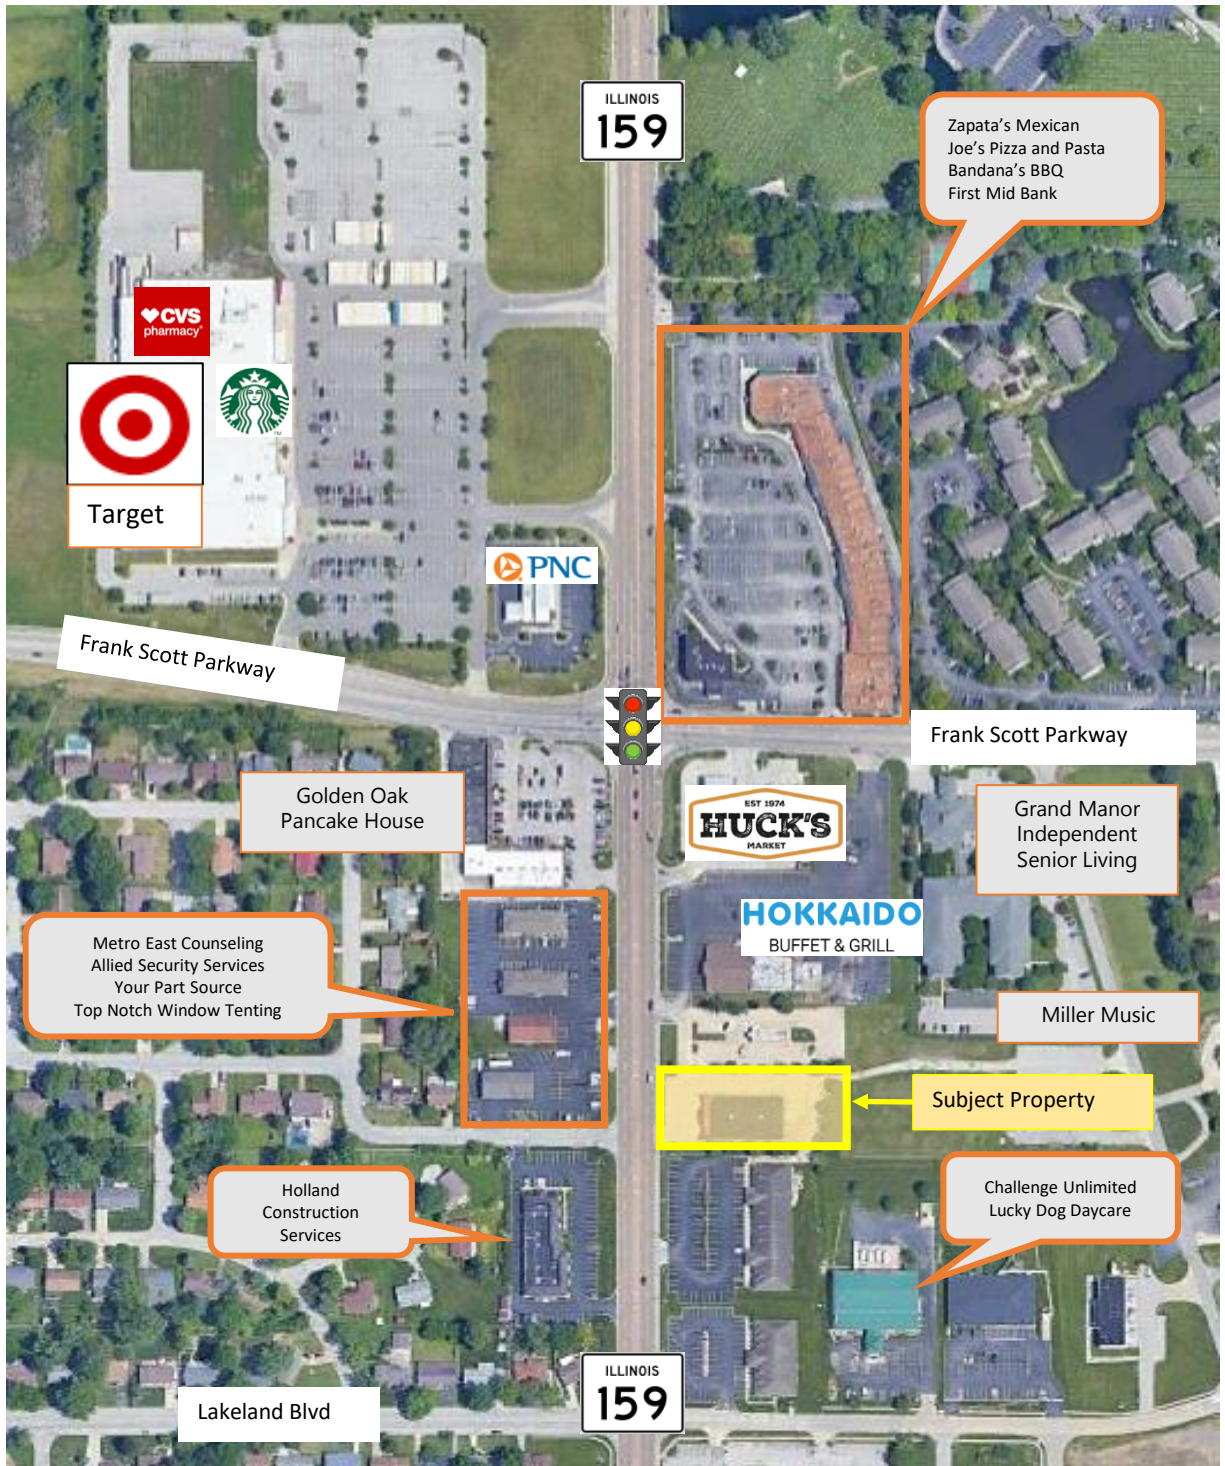 ILLINOIS
159
Zapata's Mexican
Joe's Pizza and Pasta
Bandana's BBQ
First Mid Bank
CVS
pharmacy
Target
PNC
Frank Scott Parkway
Frank Scott Parkway
Golden Oak
Pancake House
EST 1974
HUCK'S
MARKET
Grand Manor
Independent
Senior Living
HOKKAIDO
BUFFET & GRILL
Metro East Counseling
Allied Security Services
Your Part Source
Top Notch Window Tenting
Miller Music
Subject Property
Holland
Construction
Services
Challenge Unlimited
Lucky Dog Daycare
ILLINOIS
159
Lakeland Blvd